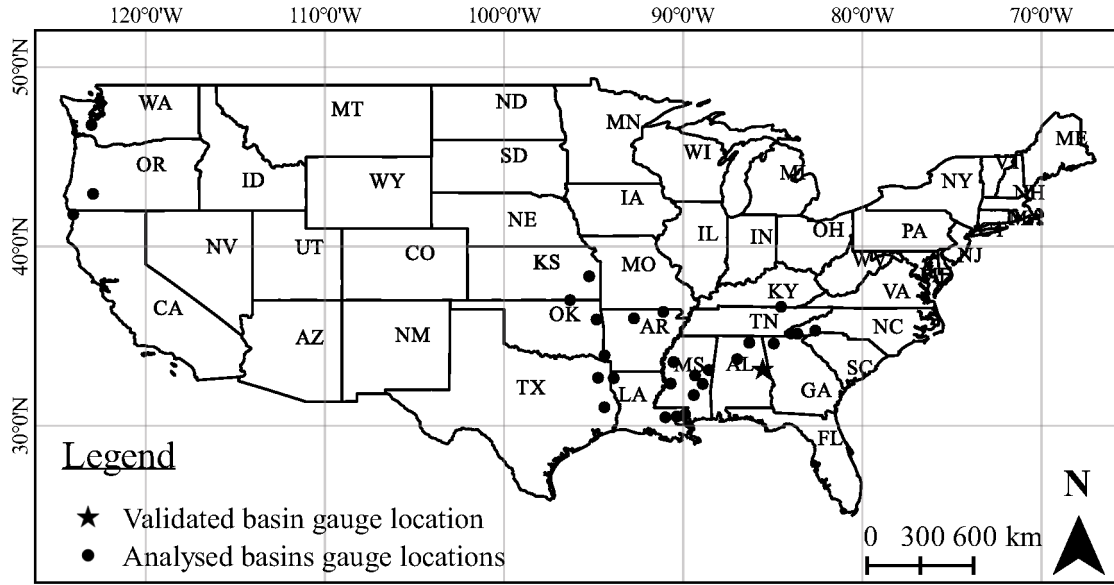 120°0'W 110°0'W 100°0'W 90°0'W 80°0'W 70°0'W
50°0'N
40°0'N
30°0'N
WA MT ND MN ME
OR ID WY SD WI MI NY VT NH
MA
CT
NV UT CO NE IA IL IN OH PA NJ
CA KS MO KY WV VA
AZ NM OK AR TN NC
TX LA MS AL GA SC
FL
Legend
Validated basin gauge location
Analysed basins gauge locations
N
0 300 600 km